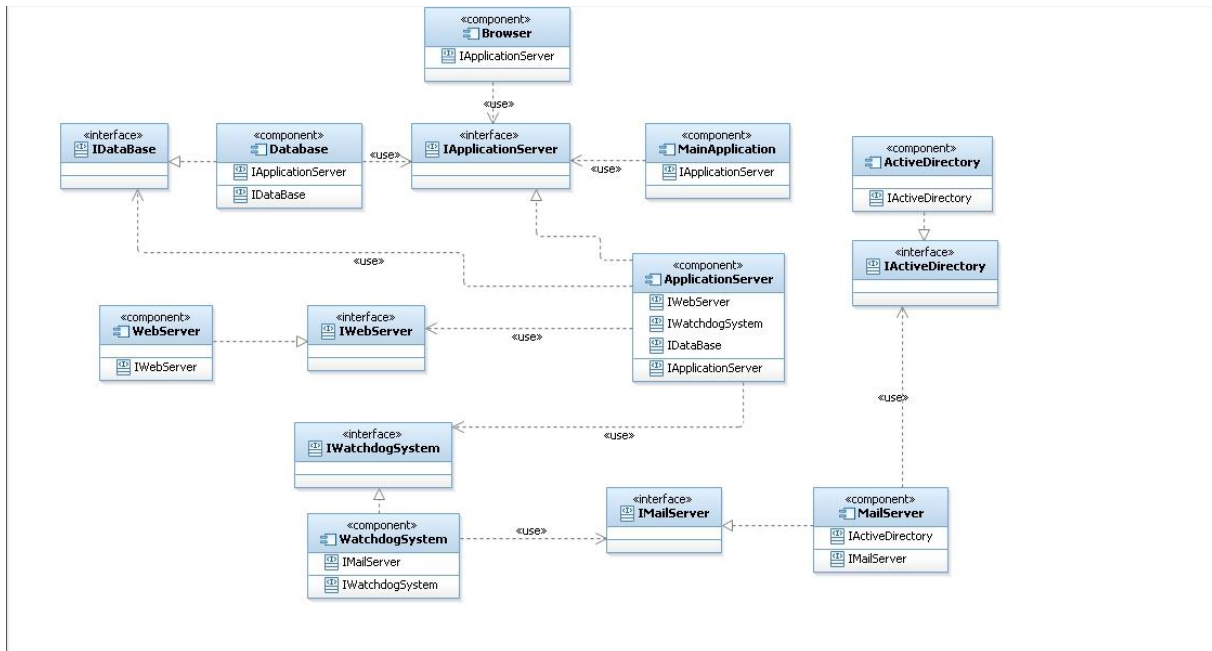 «component»
Browser
IApplicationServer
«use»
«interface»
IDataBase
«component»
Database
IApplicationServer
IDataBase
«use»
«interface»
IApplicationServer
«use»
«component»
MainApplication
IApplicationServer
«component»
ActiveDirectory
IActiveDirectory
«interface»
IActiveDirectory
«use»
«component»
ApplicationServer
IWebServer
IWatchdogSystem
IDataBase
IApplicationServer
«component»
WebServer
IWebServer
«interface»
IWebServer
«use»
«interface»
IWatchdogSystem
«use»
«use»
«component»
WatchdogSystem
IMailServer
IWatchdogSystem
«use»
«interface»
IMailServer
«component»
MailServer
IActiveDirectory
IMailServer